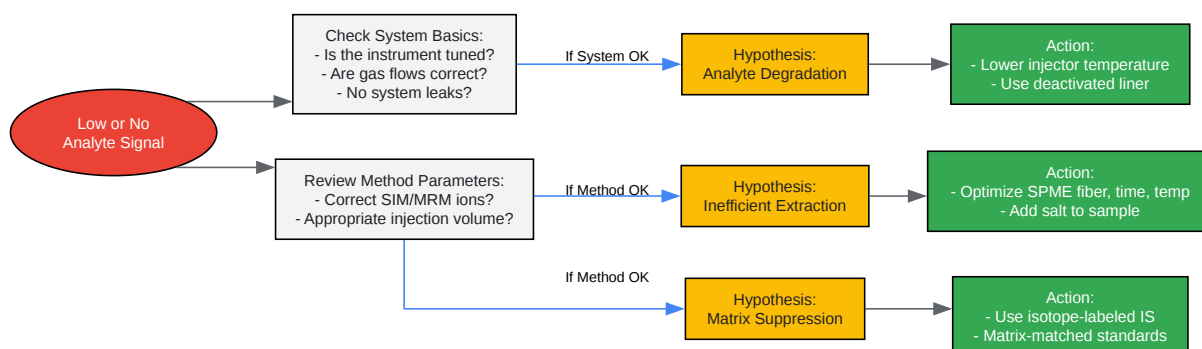 Low or No
Analyte Signal
Check System Basics:
- Is the instrument tuned?
- Are gas flows correct?
- No system leaks?
If System OK
Hypothesis:
Analyte Degradation
Action:
- Lower injector temperature
- Use deactivated liner
Review Method Parameters:
- Correct SIM/MRM ions?
- Appropriate injection volume?
If Method OK
Hypothesis:
Inefficient Extraction
Action:
- Optimize SPME fiber, time, temp
- Add salt to sample
If Method OK
Hypothesis:
Matrix Suppression
Action:
- Use isotope-labeled IS
- Matrix-matched standards